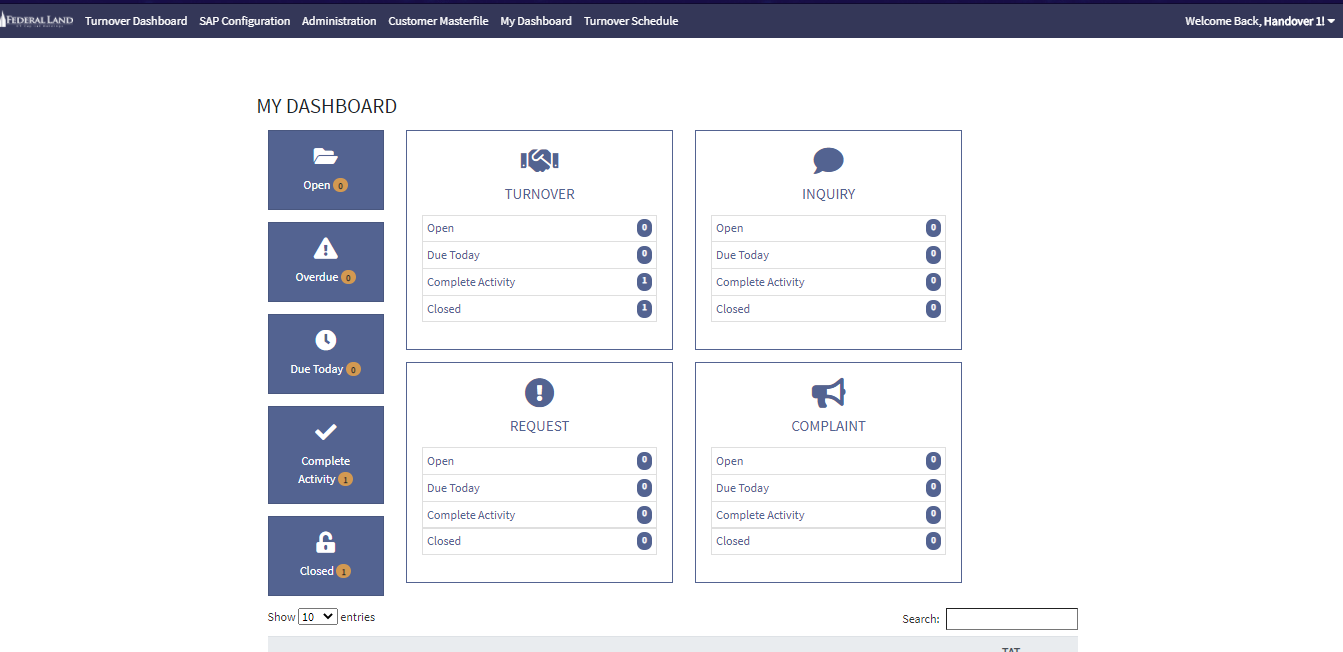 FEDERAL LAND Turnover Dashboard SAP Configuration Administration Customer Masterfile My Dashboard Turnover Schedule Welcome Back, Handover 1!
MY DASHBOARD
Open 0
Overdue 0
Due Today 0
Complete
Activity 1
Closed 1
TURNOVER
Open 0
Due Today 0
Complete Activity 1
Closed 1
INQUIRY
Open 0
Due Today 0
Complete Activity 0
Closed 0
REQUEST
Open 0
Due Today 0
Complete Activity 0
Closed 0
COMPLAINT
Open 0
Due Today 0
Complete Activity 0
Closed 0
Show 10 entries Search:
TAT